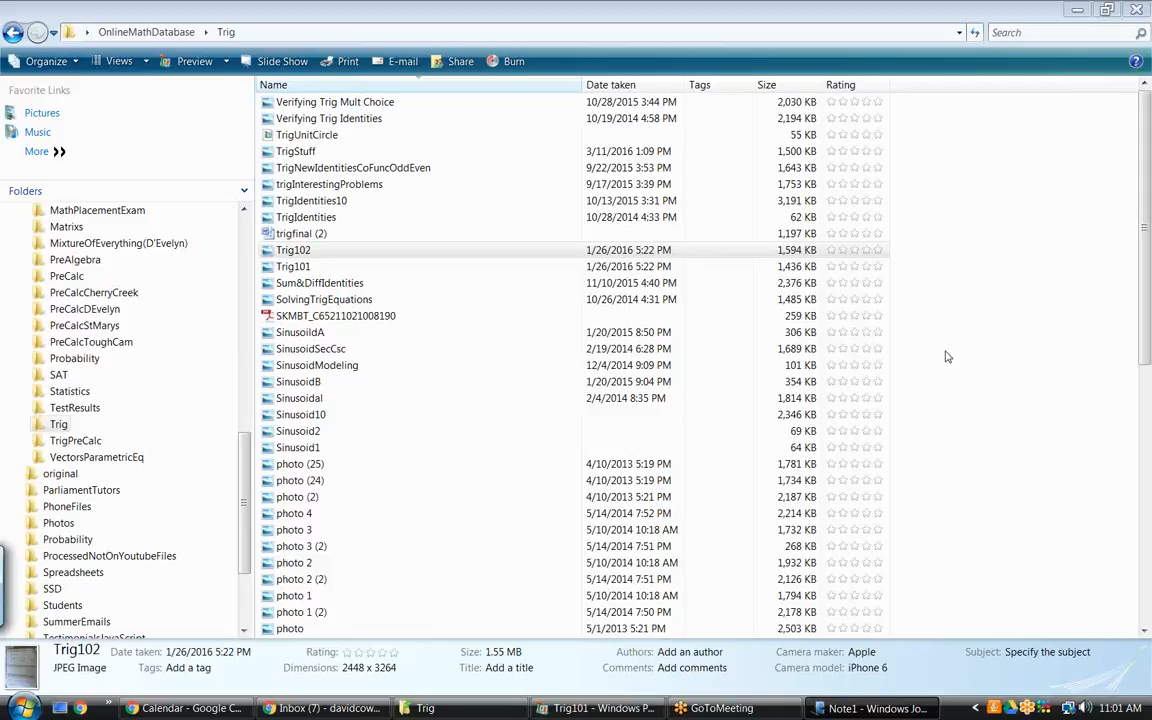 OnlineMathDatabase Trig
Search
Organize Views Preview Slide Show Print E-mail Share Burn
Favorite Links
Pictures
Music
More
Folders
MathPlacementExam
Matrixs
MixtureOfEverything(D'Evelyn)
PreAlgebra
PreCalc
PreCalcCherryCreek
PreCalcDEvelyn
PreCalcStMarys
PreCalcToughCam
Probability
SAT
Statistics
TestResults
Trig
TrigPreCalc
VectorsParametricEq
original
ParliamentTutors
PhoneFiles
Photos
Probability
ProcessedNotOnYoutubeFiles
Spreadsheets
SSD
Students
SummerEmails
TestimonialsJavaScript
Name Date taken Tags Size Rating
Verifying Trig Mult Choice 10/28/2015 3:44 PM 2,030 KB
Verifying Trig Identities 10/19/2014 4:58 PM 2,194 KB
TrigUnitCircle 55 KB
TrigStuff 3/11/2016 1:09 PM 1,500 KB
TrigNewIdentitiesCoFuncOddEven 9/22/2015 3:53 PM 1,643 KB
trigInterestingProblems 9/17/2015 3:39 PM 1,753 KB
TrigIdentities10 10/13/2015 3:31 PM 3,191 KB
TrigIdentities 10/28/2014 4:33 PM 62 KB
trigfinal (2) 1,197 KB
Trig102 1/26/2016 5:22 PM 1,594 KB
Trig101 1/26/2016 5:22 PM 1,436 KB
Sum&DiffIdentities 11/10/2015 4:40 PM 2,376 KB
SolvingTrigEquations 10/26/2014 4:31 PM 1,485 KB
SKMBT_C65211021008190 259 KB
SinusoildA 1/20/2015 8:50 PM 306 KB
SinusoidSecCsc 2/19/2014 6:28 PM 1,689 KB
SinusoidModeling 12/4/2014 9:09 PM 101 KB
SinusoidB 1/20/2015 9:04 PM 354 KB
Sinusoidal 2/4/2014 8:35 PM 1,814 KB
Sinusoid10 2,346 KB
Sinusoid2 69 KB
Sinusoid1 64 KB
photo (25) 4/10/2013 5:19 PM 1,781 KB
photo (24) 4/10/2013 5:19 PM 1,734 KB
photo (2) 4/10/2013 5:21 PM 2,187 KB
photo 4 5/14/2014 7:52 PM 2,214 KB
photo 3 5/10/2014 10:18 AM 1,732 KB
photo 3 (2) 5/14/2014 7:51 PM 268 KB
photo 2 5/10/2014 10:18 AM 1,932 KB
photo 2 (2) 5/14/2014 7:51 PM 2,126 KB
photo 1 5/10/2014 10:18 AM 1,794 KB
photo 1 (2) 5/14/2014 7:50 PM 2,178 KB
photo 5/1/2013 5:21 PM 2,503 KB
Trig102 Date taken: 1/26/2016 5:22 PM Rating: Size: 1.55 MB Authors: Add an author Camera maker: Apple Subject: Specify the subject
JPEG Image Tags: Add a tag Dimensions: 2448 x 3264 Title: Add a title Comments: Add comments Camera model: iPhone 6
Calendar - Google C... Inbox (7) - davidcow... Trig Trig101 - Windows P... GoToMeeting Note1 - Windows Jo... 11:01 AM